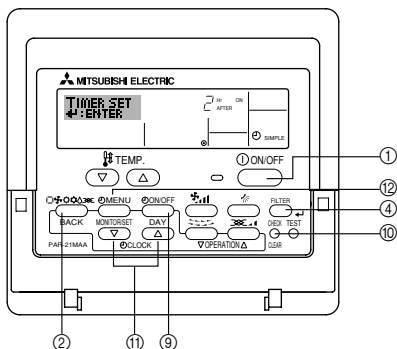 MITSUBISHI ELECTRIC
TIMER SET
↵:ENTER
2 Hr ON
AFTER
SIMPLE
TEMP.
ON/OFF
①
⑫
MENU
ON/OFF
FILTER
④
BACK
MONITOR/SET
DAY
CHECK TEST
⑩
PAR-21MAA
CLOCK
▽OPERATION△
CLEAR
②
⑪
⑨